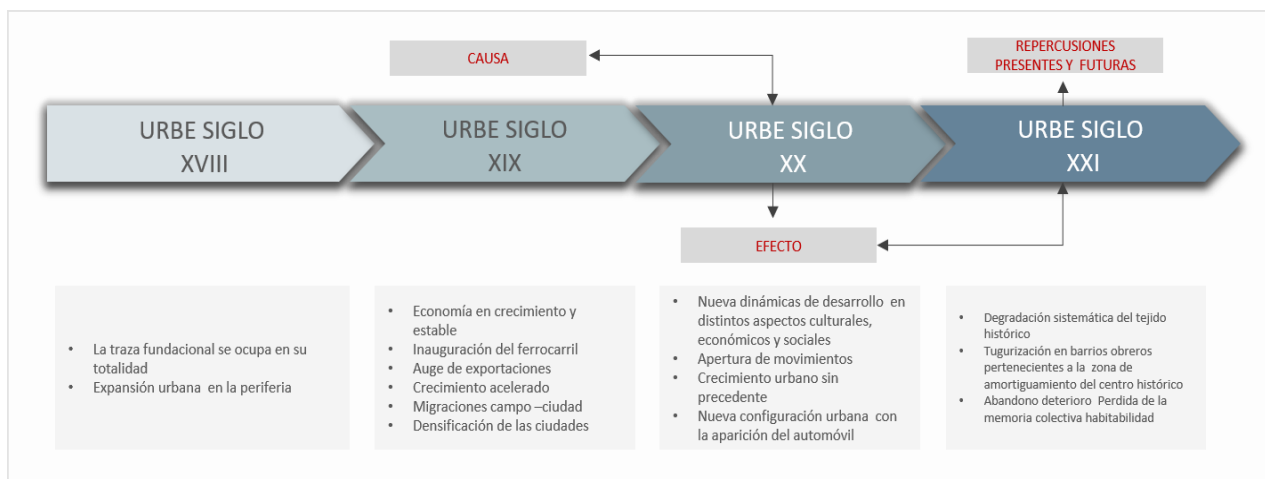 CAUSA
REPERCUSIONES
PRESENTES Y FUTURAS
URBE SIGLO
XVIII
URBE SIGLO
XIX
URBE SIGLO
XX
URBE SIGLO
XXI
EFECTO
• La traza fundacional se ocupa en su
totalidad
• Expansión urbana en la periferia
• Economía en crecimiento y
estable
• Inauguración del ferrocarril
• Auge de exportaciones
• Crecimiento acelerado
• Migraciones campo –ciudad
• Densificación de las ciudades
• Nueva dinámicas de desarrollo en
distintos aspectos culturales,
económicos y sociales
• Apertura de movimientos
• Crecimiento urbano sin
precedente
• Nueva configuración urbana con
la aparición del automóvil
• Degradación sistemática del tejido
histórico
• Tugurización en barrios obreros
pertenecientes a la zona de
amortiguamiento del centro histórico
• Abandono deterioro Perdida de la
memoria colectiva habitabilidad